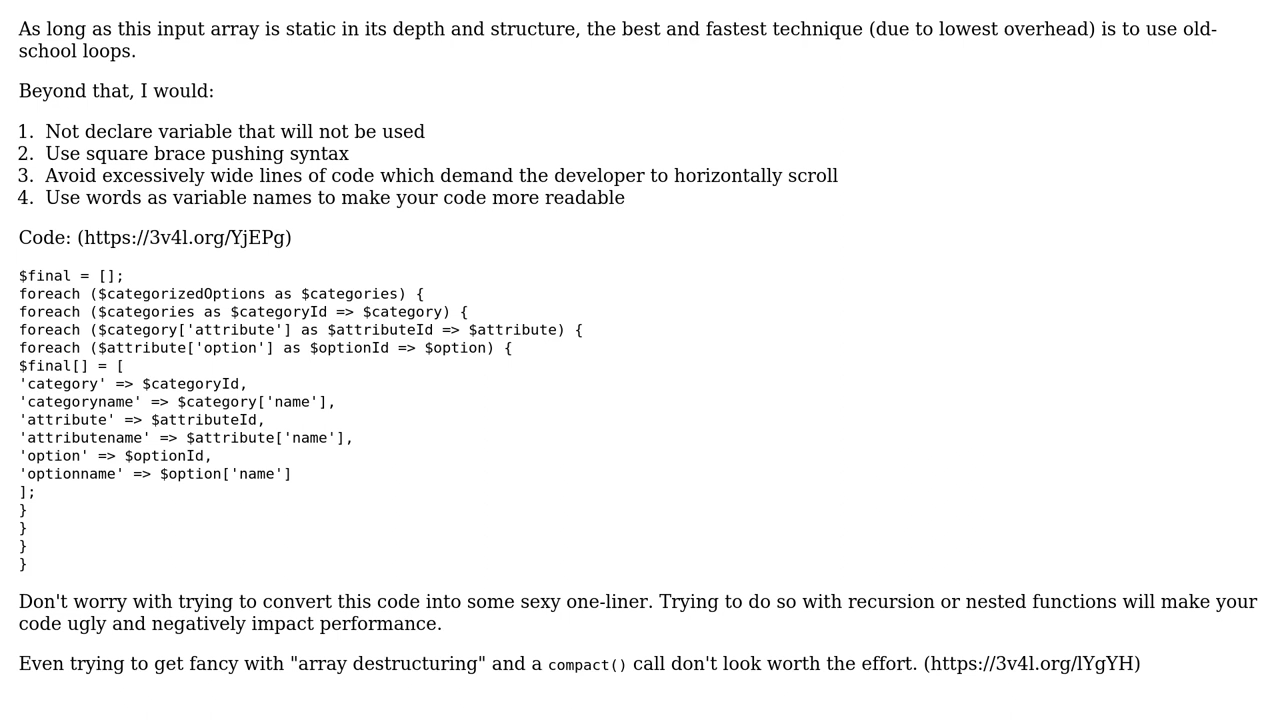 As long as this input array is static in its depth and structure, the best and fastest technique (due to lowest overhead) is to use old-
school loops.
Beyond that, I would:
1. Not declare variable that will not be used
2. Use square brace pushing syntax
3. Avoid excessively wide lines of code which demand the developer to horizontally scroll
4. Use words as variable names to make your code more readable
Code: (https://3v4l.org/YjEPg)
$final = [];
foreach ($categorizedOptions as $categories) {
foreach ($categories as $categoryId => $category) {
foreach ($category['attribute'] as $attributeId => $attribute) {
foreach ($attribute['option'] as $optionId => $option) {
$final[] = [
'category' => $categoryId,
'categoryname' => $category['name'],
'attribute' => $attributeId,
'attributename' => $attribute['name'],
'option' => $optionId,
'optionname' => $option['name']
];
}
}
}
}
Don't worry with trying to convert this code into some sexy one-liner. Trying to do so with recursion or nested functions will make your
code ugly and negatively impact performance.
Even trying to get fancy with "array destructuring" and a compact() call don't look worth the effort. (https://3v4l.org/lYgYH)